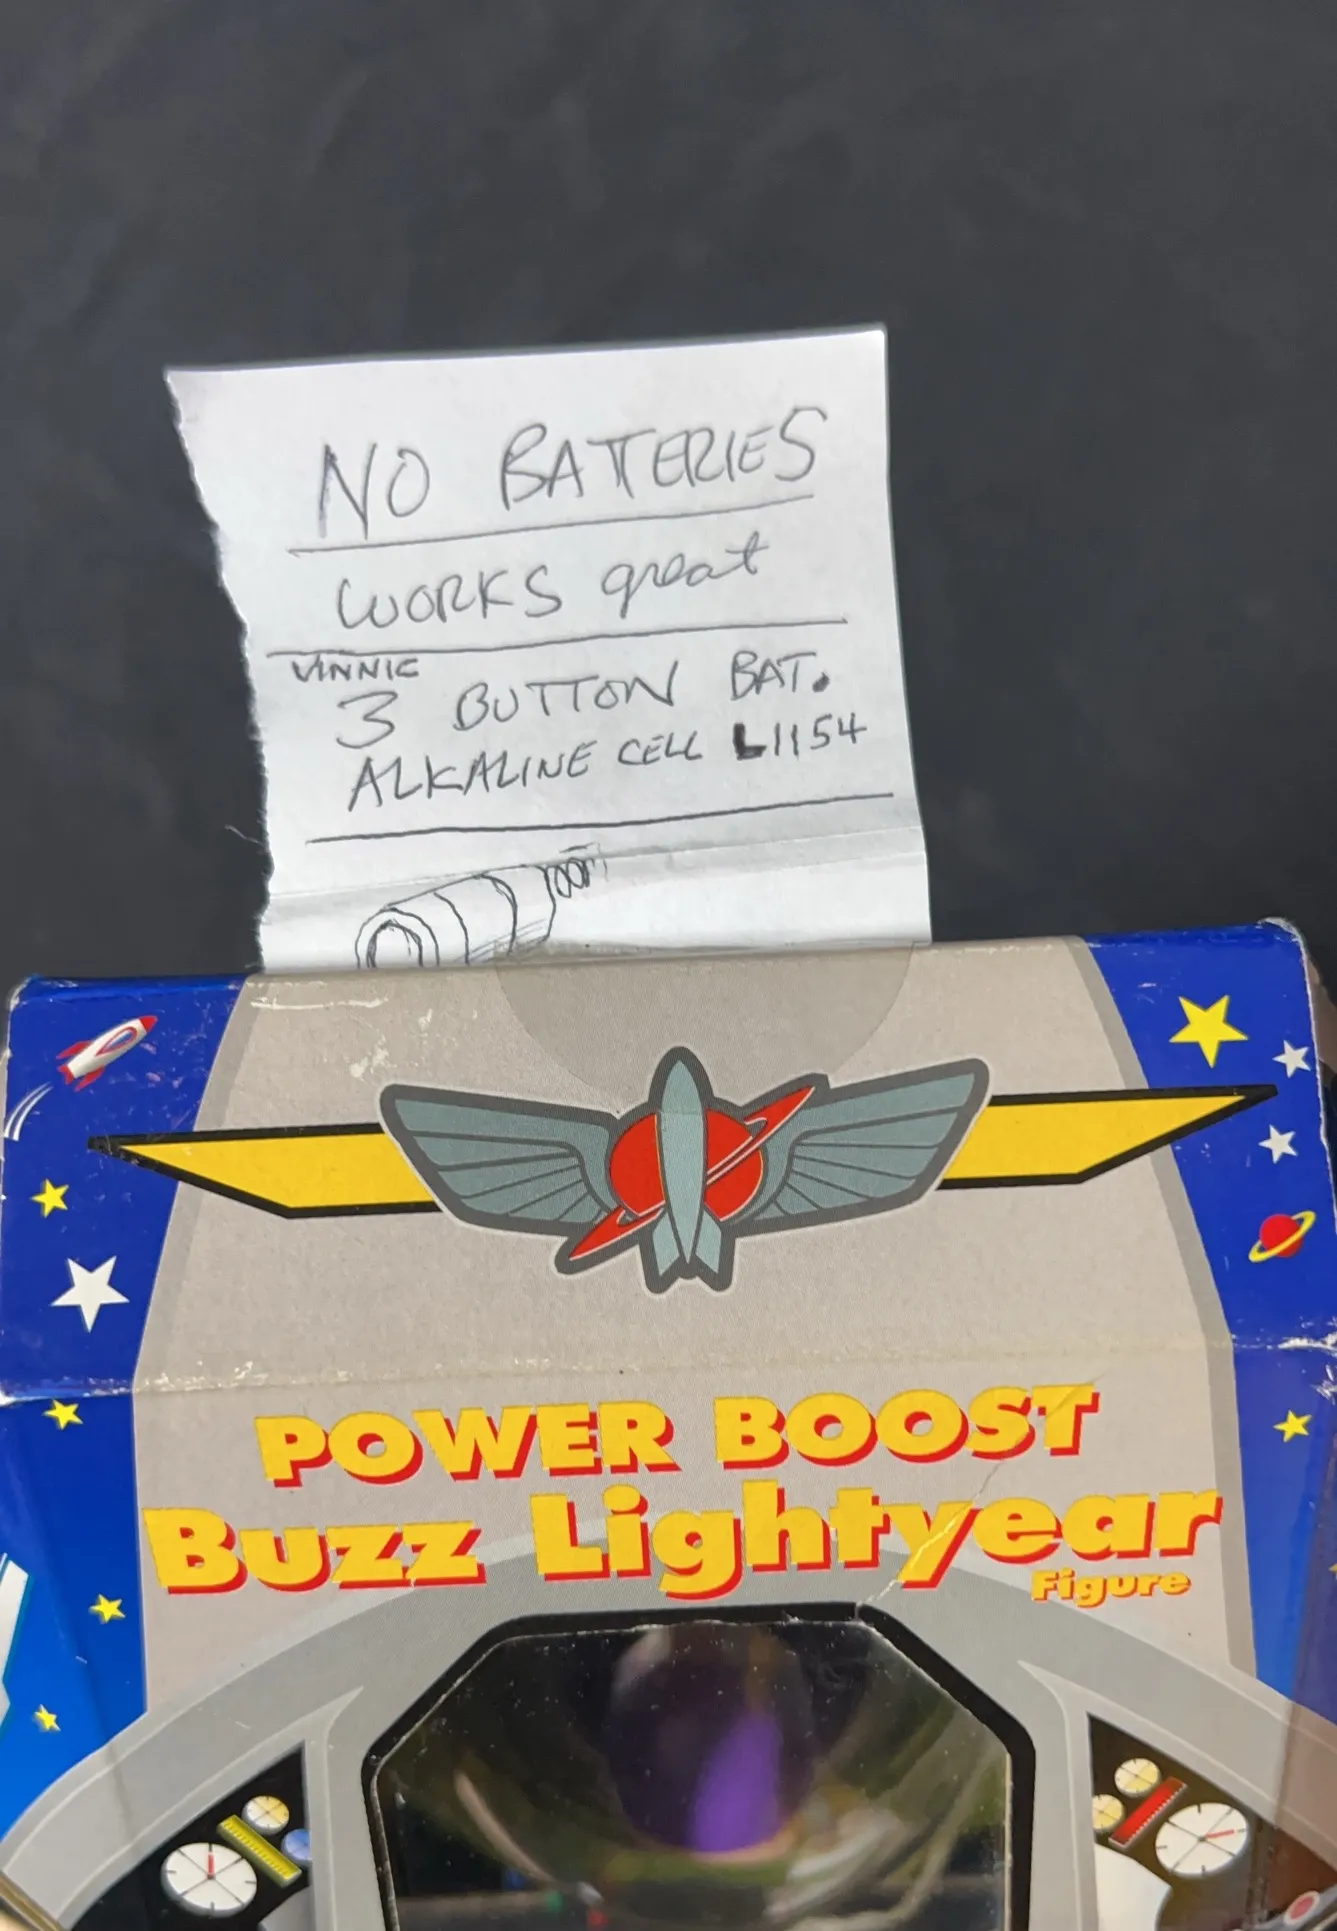 NO BATTERIES
WORKS great
VINNIE
3 BUTTON BAT.
ALKALINE CELL L1154
POWER BOOST
Buzz Lightyear
Figure